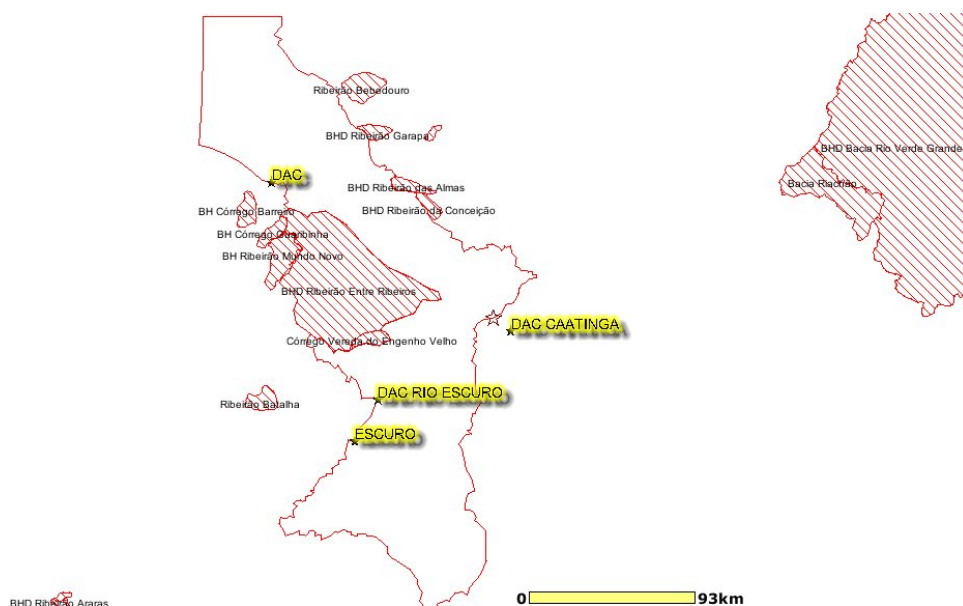 Ribeirão Bebedouro
BHD Ribeirão Garapa
BHD Bacia Rio Verde Grande
DAC
Bacia Riachão
BHD Ribeirão das Almas
BH Córrego Barreiro
BHD Ribeirão da Conceição
BH Córrego Guaribinha
BH Ribeirão Mundo Novo
BHD Ribeirão Entre Ribeiros
DAC CAATINGA
Córrego Vereda do Engenho Velho
DAC RIO ESCURO
Ribeirão Batalha
ESCURO
0 93km
BHD Ribeirão Araras